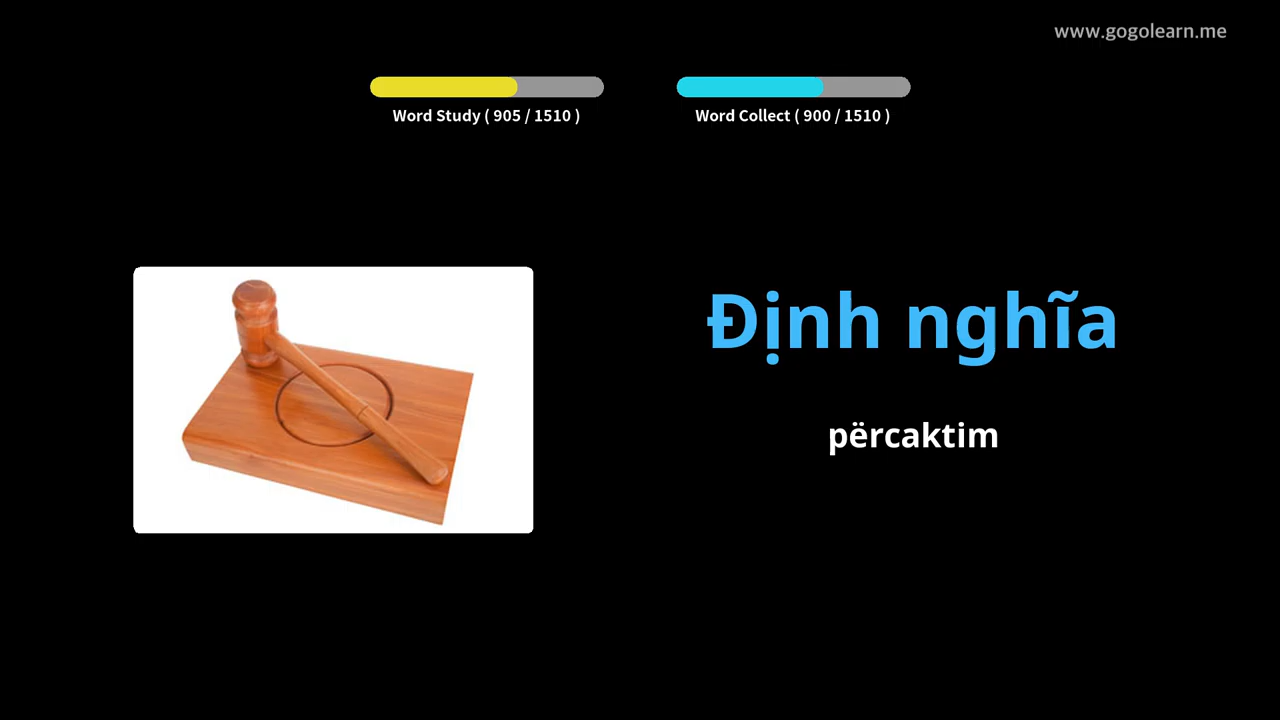 www.gogolearn.me
Word Study ( 905 / 1510 )
Word Collect ( 900 / 1510 )
Định nghĩa
përcaktim